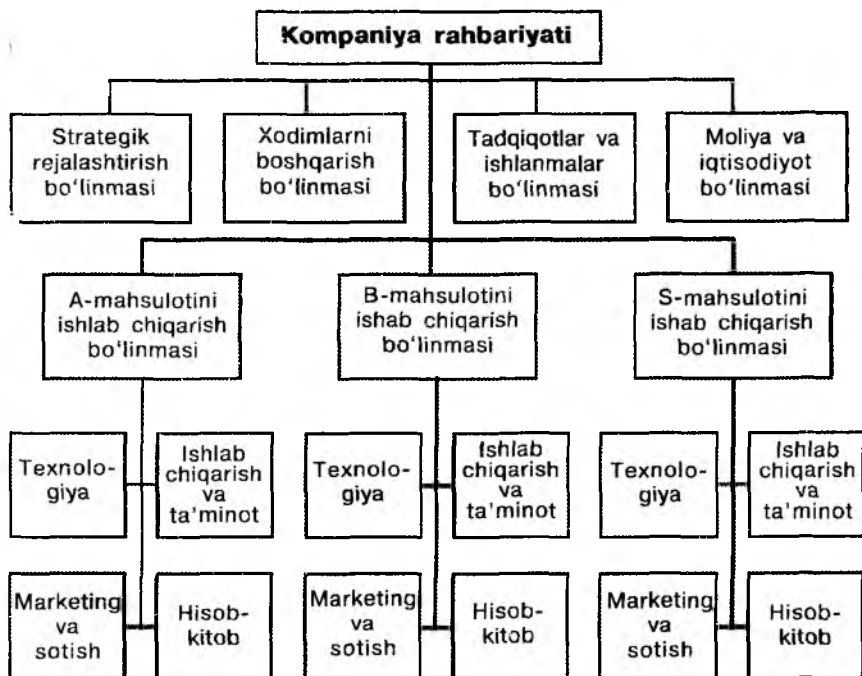 Kompaniya rahbariyati
Strategik
rejalashtirish
bo‘linmasi
Xodimlarni
boshqarish
bo‘linmasi
Tadqiqotlar va
ishlanmalar
bo‘linmasi
Moliya va
iqtisodiyot
bo‘linmasi
A-mahsulotini
ishlab chiqarish
bo‘linmasi
B-mahsulotini
ishab chiqarish
bo‘linmasi
S-mahsulotini
ishab chiqarish
bo‘linmasi
Texnolo-
giya
Ishlab
chiqarish
va
ta’minot
Texnolo-
giya
Ishlab
chiqarish
va
ta’minot
Texnolo-
giya
Ishlab
chiqarish
va
ta’minot
Marketing
va
sotish
Hisob-
kitob
Marketing
va
sotish
Hisob-
kitob
Marketing
va
sotish
Hisob-
kitob